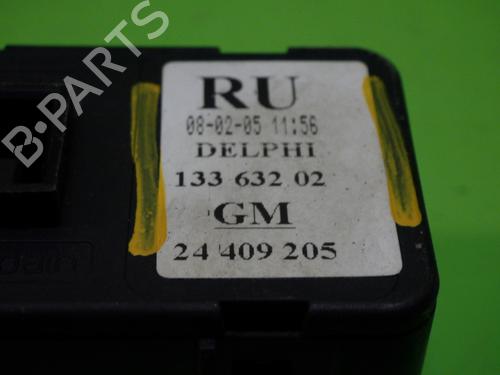 B-PARTS
RU
08-02-05 11:56
DELPHI
133 632 02
GM
24 409 205